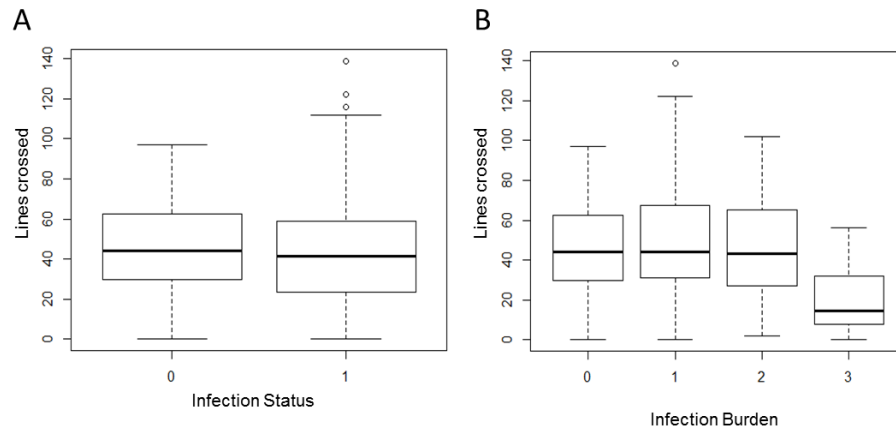 A
Lines crossed
0 20 40 60 80 100 120 140
0 1
Infection Status
B
Lines crossed
0 20 40 60 80 100 120 140
0 1 2 3
Infection Burden